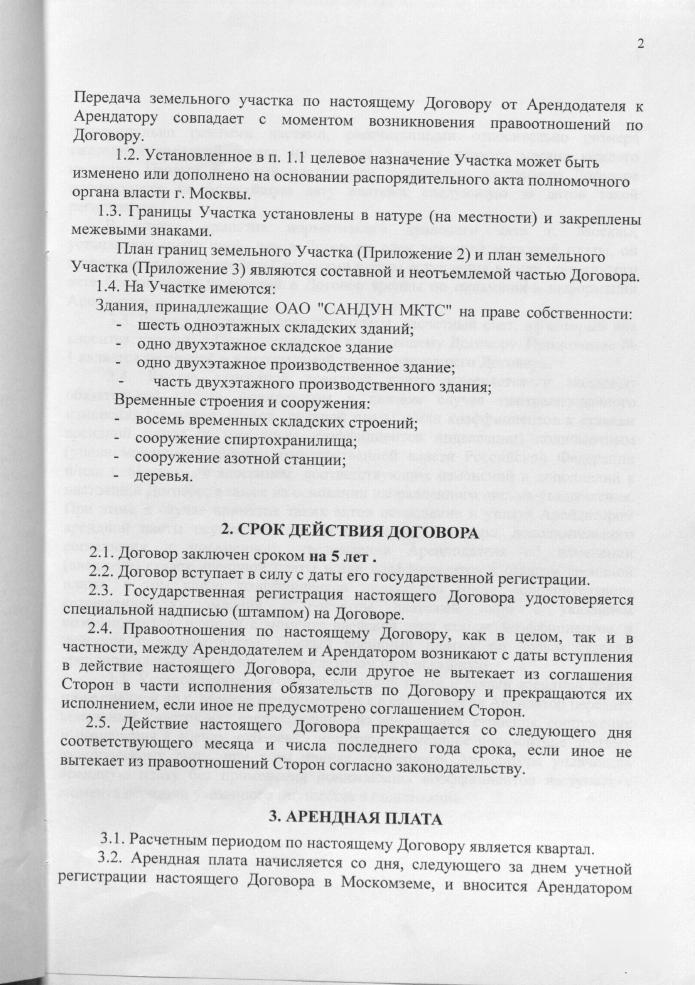 2
Передача земельного участка по настоящему Договору от Арендодателя к
Арендатору совпадает с моментом возникновения правоотношений по
Договору.
1.2. Установленное в п. 1.1 целевое назначение Участка может быть
изменено или дополнено на основании распорядительного акта полномочного
органа власти г. Москвы.
1.3. Границы Участка установлены в натуре (на местности) и закреплены
межевыми знаками.
План границ земельного Участка (Приложение 2) и план земельного
Участка (Приложение 3) являются составной и неотъемлемой частью Договора.
1.4. На Участке имеются:
Здания, принадлежащие ОАО "САНДУН МКТС" на праве собственности:
- шесть одноэтажных складских зданий;
- одно двухэтажное складское здание
- одно двухэтажное производственное здание;
- часть двухэтажного производственного здания;
Временные строения и сооружения:
- восемь временных складских строений;
- сооружение спиртохранилища;
- сооружение азотной станции;
- деревья.
2. СРОК ДЕЙСТВИЯ ДОГОВОРА
2.1. Договор заключен сроком на 5 лет .
2.2. Договор вступает в силу с даты его государственной регистрации.
2.3. Государственная регистрация настоящего Договора удостоверяется
специальной надписью (штампом) на Договоре.
2.4. Правоотношения по настоящему Договору, как в целом, так и в
частности, между Арендодателем и Арендатором возникают с даты вступления
в действие настоящего Договора, если другое не вытекает из соглашения
Сторон в части исполнения обязательств по Договору и прекращаются их
исполнением, если иное не предусмотрено соглашением Сторон.
2.5. Действие настоящего Договора прекращается со следующего дня
соответствующего месяца и числа последнего года срока, если иное не
вытекает из правоотношений Сторон согласно законодательству.
3. АРЕНДНАЯ ПЛАТА
3.1. Расчетным периодом по настоящему Договору является квартал.
3.2. Арендная плата начисляется со дня, следующего за днем учетной
регистрации настоящего Договора в Москомземе, и вносится Арендатором